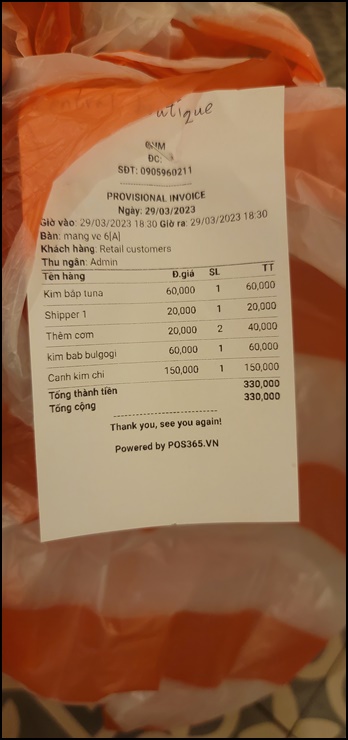 utique
ĐC:
SĐT: 0905960211
PROVISIONAL INVOICE
Ngày: 29/03/2023
Giờ vào: 29/03/2023 18:30 Giờ ra: 29/03/2023 18:30
Bàn: mang ve 6[A]
Khách hàng: Retail customers
Thu ngân: Admin
Tên hàng Đ.giá SL TT
Kim bắp tuna 60,000 1 60,000
Shipper 1 20,000 1 20,000
Thêm cơm 20,000 2 40,000
kim bab bulgogi 60,000 1 60,000
Canh kim chi 150,000 1 150,000
Tổng thành tiền 330,000
Tổng cộng 330,000
Thank you, see you again!
Powered by POS365.VN